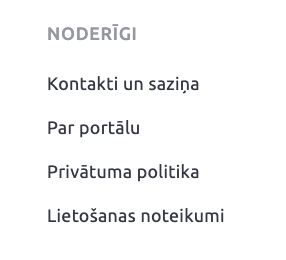 NODERĪGI
Kontakti un saziņa
Par portālu
Privātuma politika
Lietošanas noteikumi